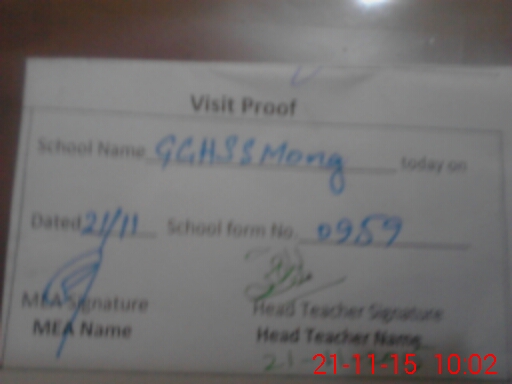 Visit Proof
School Name GGHSS Mong today on
Dated 21/11 School form No. 0959
MEA Signature Head Teacher Signature
MEA Name Head Teacher Name
21-11-15 10:02